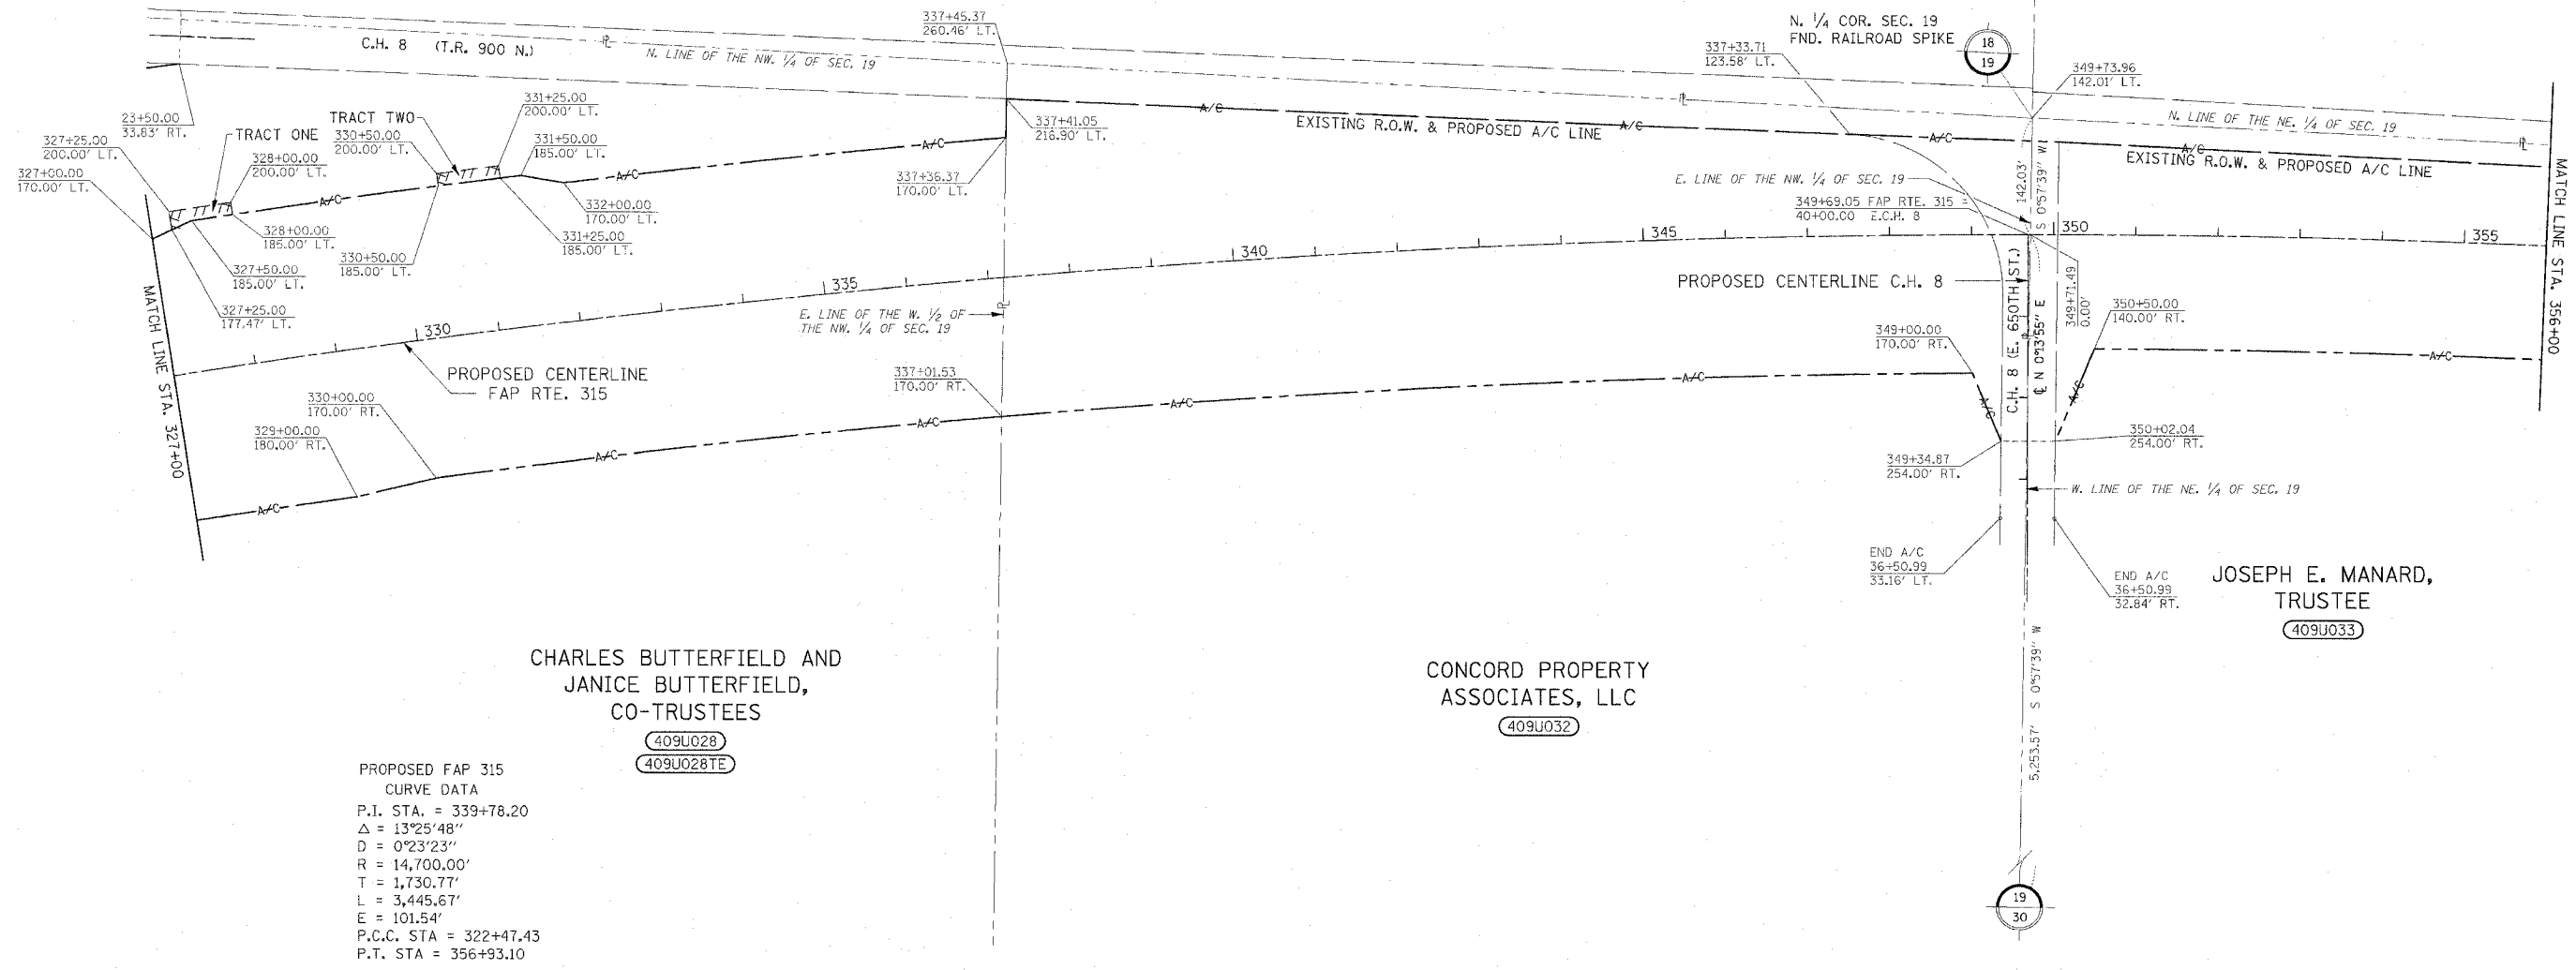 337+45.37
260.46' LT.
N. 1/4 COR. SEC. 19
FND. RAILROAD SPIKE
18
19
C.H. 8 (T.R. 900 N.)
N. LINE OF THE NW. 1/4 OF SEC. 19
337+33.71
123.58' LT.
349+73.96
142.01' LT.
23+50.00
33.83' RT.
TRACT ONE
TRACT TWO
331+25.00
200.00' LT.
330+50.00
200.00' LT.
331+50.00
185.00' LT.
327+25.00
200.00' LT.
328+00.00
200.00' LT.
327+00.00
170.00' LT.
337+41.05
216.90' LT.
EXISTING R.O.W. & PROPOSED A/C LINE
N. LINE OF THE NE. 1/4 OF SEC. 19
EXISTING R.O.W. & PROPOSED A/C LINE
A/C
A/C
A/C
A/C
A/C
A/C
A/C
TT TT TT
TT TT TT
337+36.37
170.00' LT.
332+00.00
170.00' LT.
331+25.00
185.00' LT.
328+00.00
185.00' LT.
330+50.00
185.00' LT.
327+50.00
185.00' LT.
327+25.00
177.47' LT.
E. LINE OF THE NW. 1/4 OF SEC. 19
349+69.05 FAP RTE. 315 =
40+00.00 E.C.H. 8
142.03'
S 0°57'39" W
330
335
340
345
350
355
MATCH LINE STA. 327+00
MATCH LINE STA. 356+00
PROPOSED CENTERLINE
FAP RTE. 315
E. LINE OF THE W. 1/2 OF
THE NW. 1/4 OF SEC. 19
PROPOSED CENTERLINE C.H. 8
C.H. 8 (E. 650TH ST.)
℄ N 0°13'55" E
349+71.49
0.00'
350+50.00
140.00' RT.
349+00.00
170.00' RT.
337+01.53
170.00' RT.
330+00.00
170.00' RT.
329+00.00
180.00' RT.
A/C
A/C
A/C
A/C
A/C
A/C
A/C
A/C
350+02.04
254.00' RT.
349+34.87
254.00' RT.
W. LINE OF THE NE. 1/4 OF SEC. 19
END A/C
36+50.99
33.16' LT.
END A/C
36+50.99
32.84' RT.
JOSEPH E. MANARD,
TRUSTEE
409U033
CHARLES BUTTERFIELD AND
JANICE BUTTERFIELD,
CO-TRUSTEES
409U028
409U028TE
CONCORD PROPERTY
ASSOCIATES, LLC
409U032
5,253.57' S 0°57'39" W
19
30
PROPOSED FAP 315
CURVE DATA
P.I. STA. = 339+78.20
Δ = 13°25'48"
D = 0°23'23"
R = 14,700.00'
T = 1,730.77'
L = 3,445.67'
E = 101.54'
P.C.C. STA = 322+47.43
P.T. STA = 356+93.10